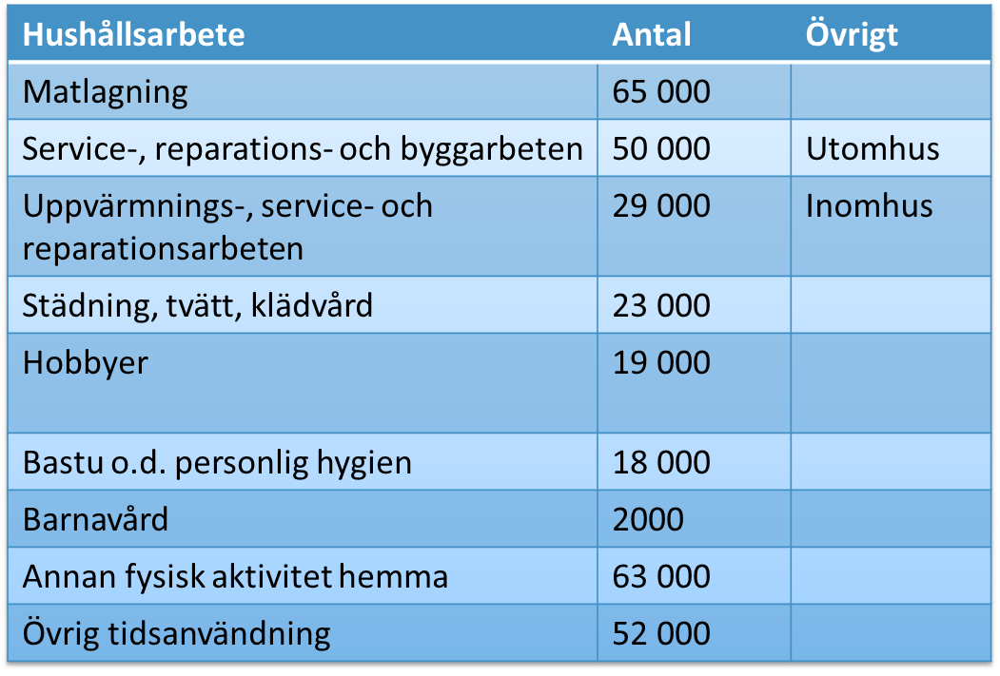 Hushållsarbete Antal Övrigt
Matlagning 65 000
Service-, reparations- och byggarbeten 50 000 Utomhus
Uppvärmnings-, service- och 29 000 Inomhus
reparationsarbeten
Städning, tvätt, klädvård 23 000
Hobbyer 19 000
Bastu o.d. personlig hygien 18 000
Barnavård 2000
Annan fysisk aktivitet hemma 63 000
Övrig tidsanvändning 52 000